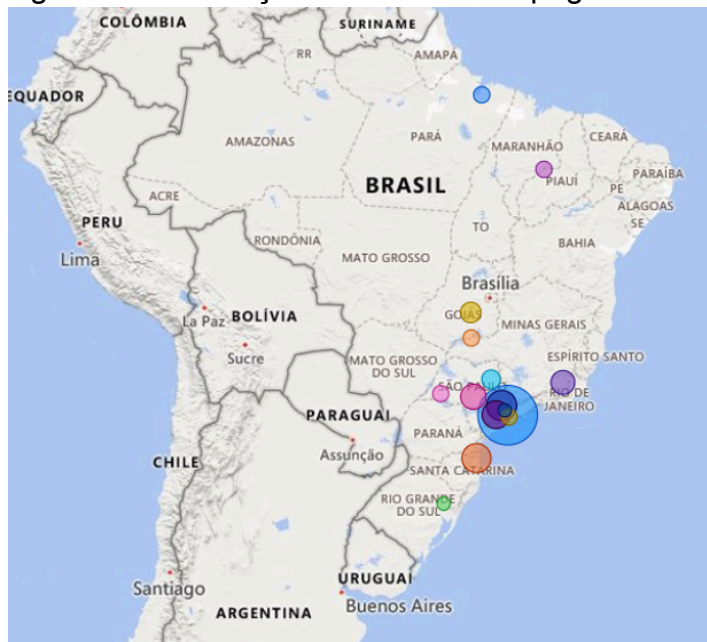 COLÔMBIA
SURINAME
RR
AMAPÁ
EQUADOR
AMAZONAS
PARÁ
MARANHÃO
CEARÁ
PIAUÍ
PARAÍBA
PE
ALAGOAS
SE
ACRE
BRASIL
PERU
Lima
RONDÔNIA
TO
BAHIA
MATO GROSSO
Brasília
La Paz
BOLÍVIA
GOIÁS
MINAS GERAIS
Sucre
MATO GROSSO
DO SUL
ESPÍRITO SANTO
SÃO PAULO
RIO DE
JANEIRO
PARAGUAI
PARANÁ
Assunção
CHILE
SANTA CATARINA
RIO GRANDE
DO SUL
Santiago
URUGUAI
Buenos Aires
ARGENTINA